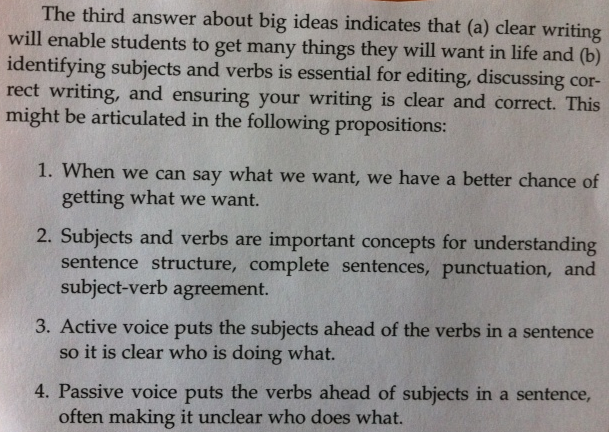 The third answer about big ideas indicates that (a) clear writing
will enable students to get many things they will want in life and (b)
identifying subjects and verbs is essential for editing, discussing cor-
rect writing, and ensuring your writing is clear and correct. This
might be articulated in the following propositions:
1. When we can say what we want, we have a better chance of
getting what we want.
2. Subjects and verbs are important concepts for understanding
sentence structure, complete sentences, punctuation, and
subject-verb agreement.
3. Active voice puts the subjects ahead of the verbs in a sentence
so it is clear who is doing what.
4. Passive voice puts the verbs ahead of subjects in a sentence,
often making it unclear who does what.